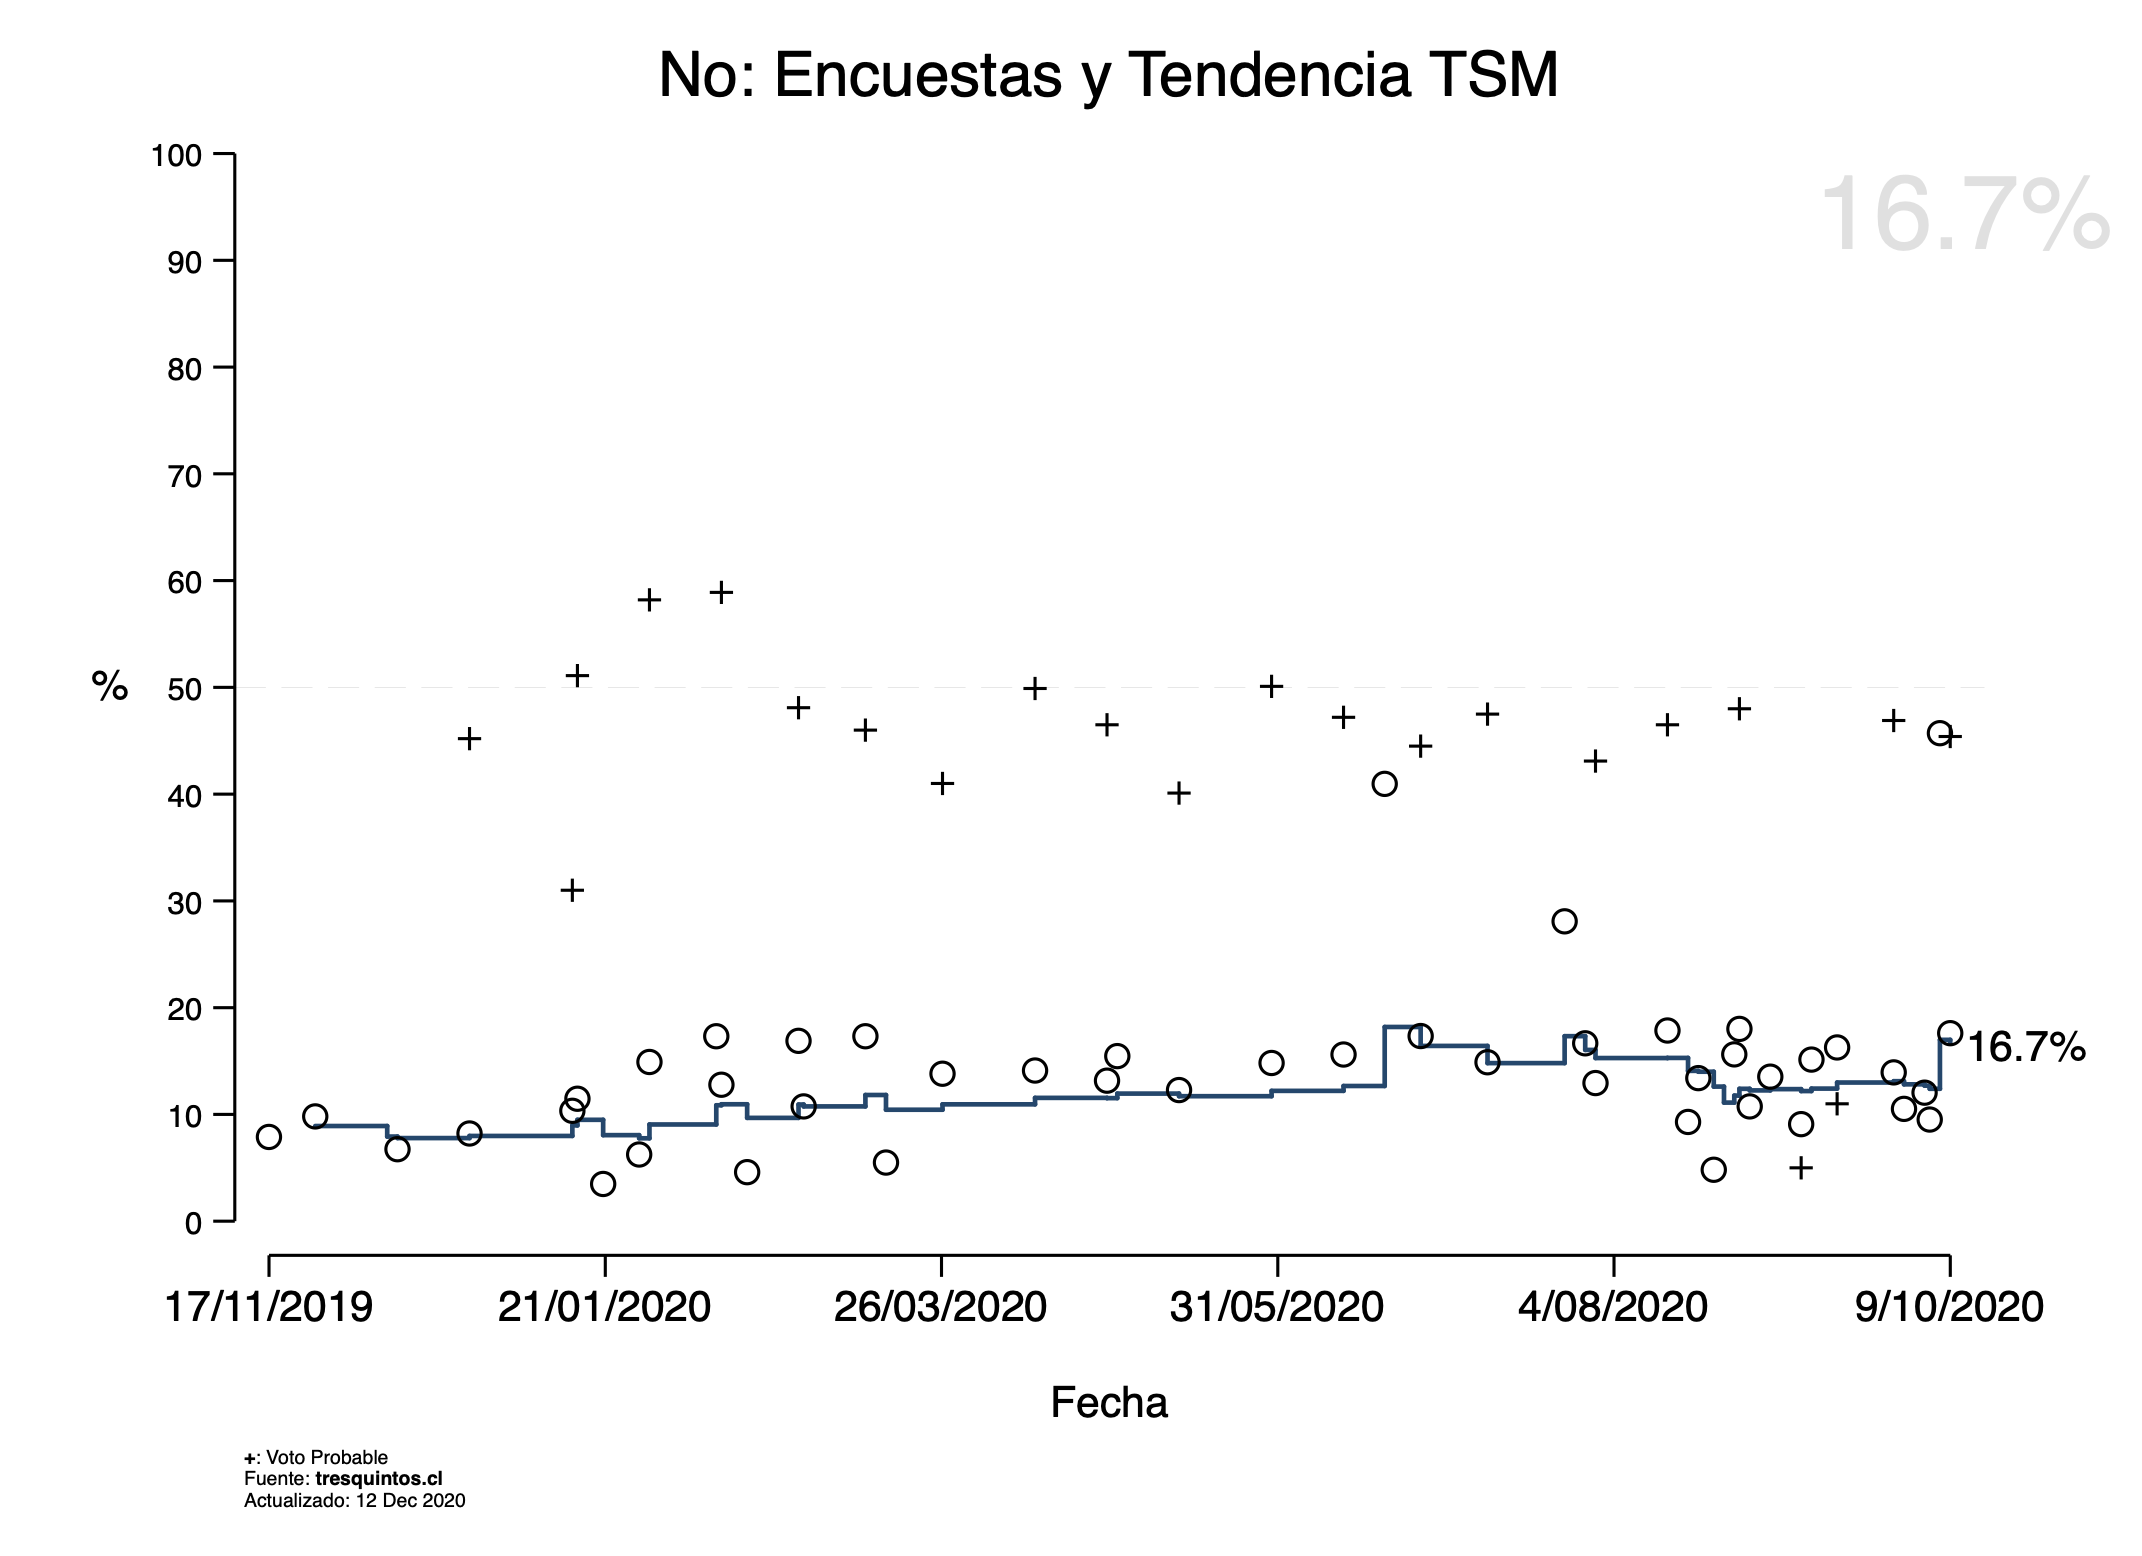 No: Encuestas y Tendencia TSM
16.7%
100
90
80
70
60
50
40
30
20
10
0
%
16.7%
17/11/2019 21/01/2020 26/03/2020 31/05/2020 4/08/2020 9/10/2020
Fecha
+: Voto Probable
Fuente: tresquintos.cl
Actualizado: 12 Dec 2020